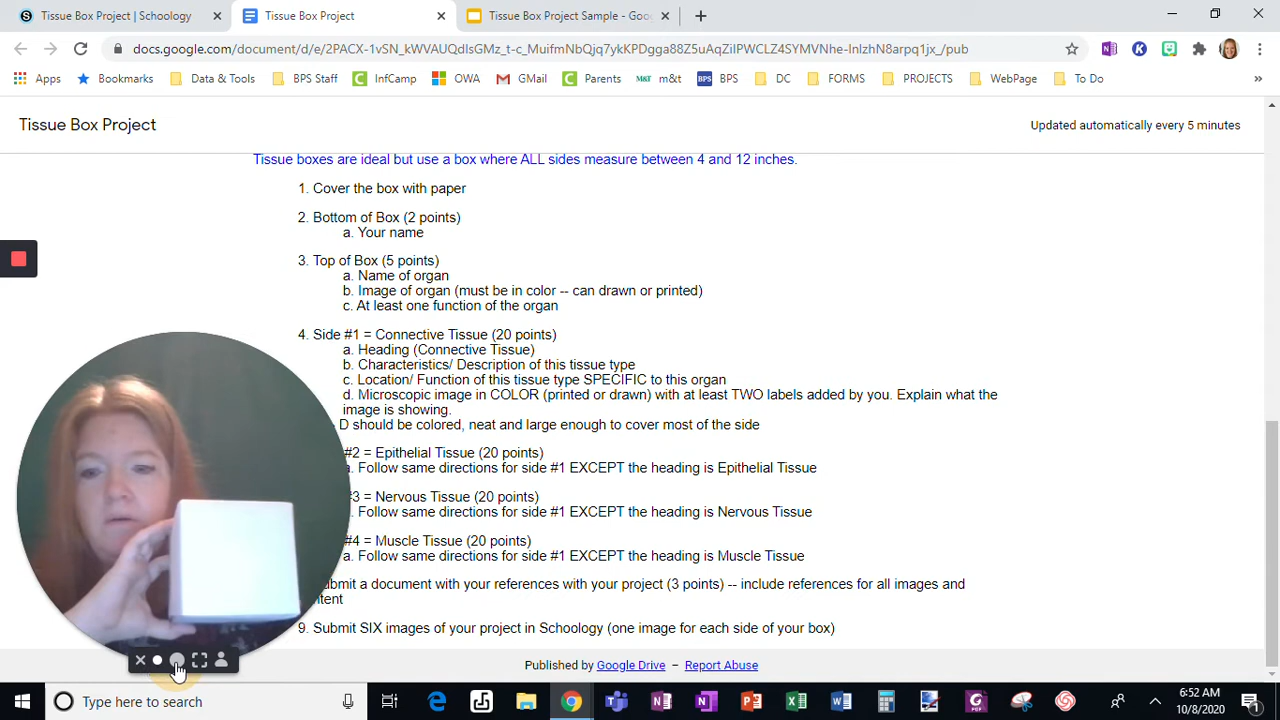 Tissue Box Project | Schoology
Tissue Box Project
Tissue Box Project Sample - Goo
docs.google.com/document/d/e/2PACX-1vSN_kWVAUQdIsGMz_t-c_MuifmNbQjq7ykKPDgga88Z5uAqZiIPWCLZ4SYMVNhe-InlzhN8arpq1jx_/pub
Apps
Bookmarks
Data & Tools
BPS Staff
InfCamp
OWA
GMail
Parents
m&t
m&t
BPS
BPS
DC
FORMS
PROJECTS
WebPage
To Do
Tissue Box Project
Updated automatically every 5 minutes
Tissue boxes are ideal but use a box where ALL sides measure between 4 and 12 inches.
1. Cover the box with paper
2. Bottom of Box (2 points)
a. Your name
3. Top of Box (5 points)
a. Name of organ
b. Image of organ (must be in color -- can drawn or printed)
c. At least one function of the organ
4. Side #1 = Connective Tissue (20 points)
a. Heading (Connective Tissue)
b. Characteristics/ Description of this tissue type
c. Location/ Function of this tissue type SPECIFIC to this organ
d. Microscopic image in COLOR (printed or drawn) with at least TWO labels added by you. Explain what the
image is showing.
D should be colored, neat and large enough to cover most of the side
#2 = Epithelial Tissue (20 points)
a. Follow same directions for side #1 EXCEPT the heading is Epithelial Tissue
#3 = Nervous Tissue (20 points)
. Follow same directions for side #1 EXCEPT the heading is Nervous Tissue
#4 = Muscle Tissue (20 points)
a. Follow same directions for side #1 EXCEPT the heading is Muscle Tissue
ubmit a document with your references with your project (3 points) -- include references for all images and
ntent
9. Submit SIX images of your project in Schoology (one image for each side of your box)
Published by Google Drive – Report Abuse
Type here to search
6:52 AM
10/8/2020